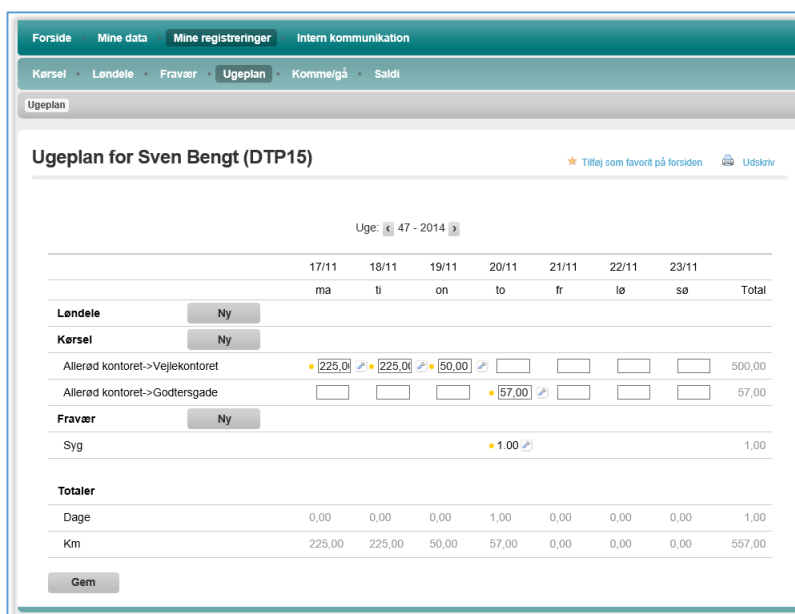 Forside Mine data Mine registreringer Intern kommunikation
Kørsel Løndele Fravær Ugeplan Komme/gå Saldi
Ugeplan
Ugeplan for Sven Bengt (DTP15) Tilføj som favorit på forsiden Udskriv
Uge: 47 - 2014
17/11 18/11 19/11 20/11 21/11 22/11 23/11
ma ti on to fr lø sø Total
Løndele Ny
Kørsel Ny
Allerød kontoret->Vejlekontoret 225,0 225,0 50,00 500,00
Allerød kontoret->Godtersgade 57,00 57,00
Fravær Ny
Syg 1.00 1,00
Totaler
Dage 0,00 0,00 0,00 1,00 0,00 0,00 0,00 1,00
Km 225,00 225,00 50,00 57,00 0,00 0,00 0,00 557,00
Gem